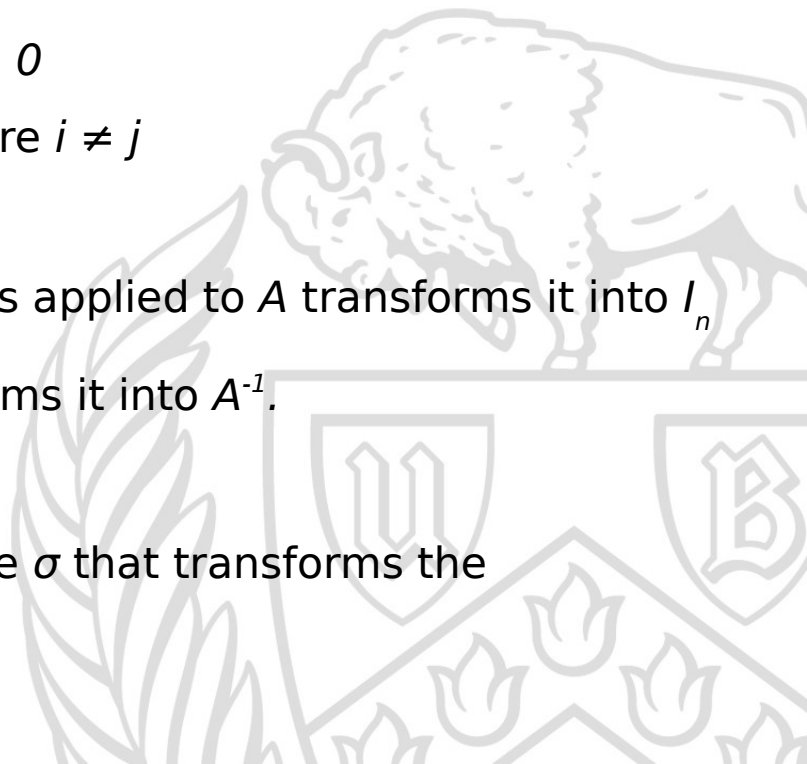 0
re i ≠ j
s applied to A transforms it into Iₙ
ms it into A⁻¹.
e σ that transforms the
U B